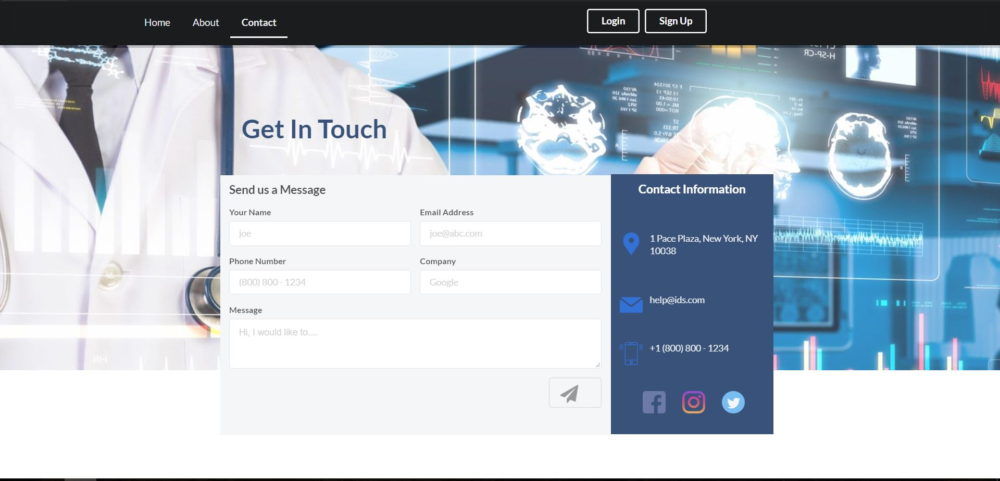 Home
About
Contact
Login
Sign Up
Get In Touch
Send us a Message
Your Name
Email Address
joe
joe@abc.com
Phone Number
Company
(800) 800 - 1234
Google
Message
Hi, I would like to....
Contact Information
1 Pace Plaza, New York, NY
10038
help@ids.com
+1 (800) 800 - 1234